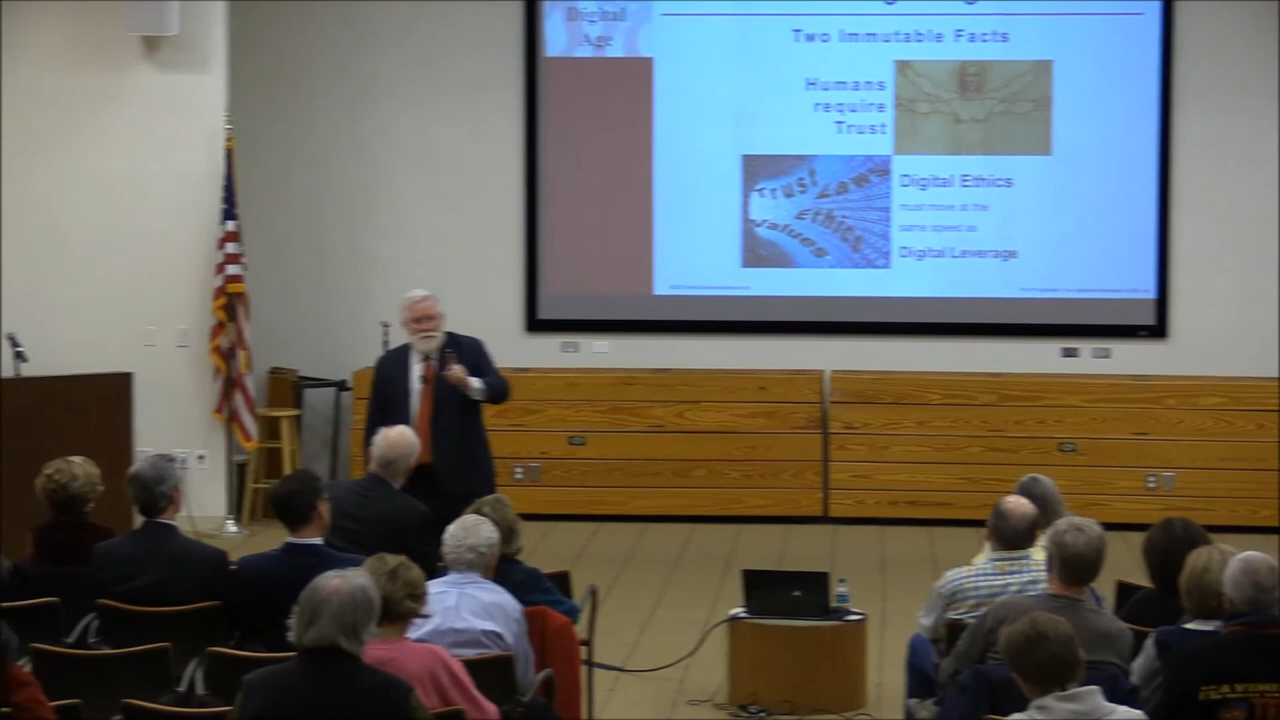 Digital
Age
Two Immutable Facts
Humans
require
Trust
Trust
Laws
Ethics
Values
Digital Ethics
must move at the
same speed as
Digital Leverage